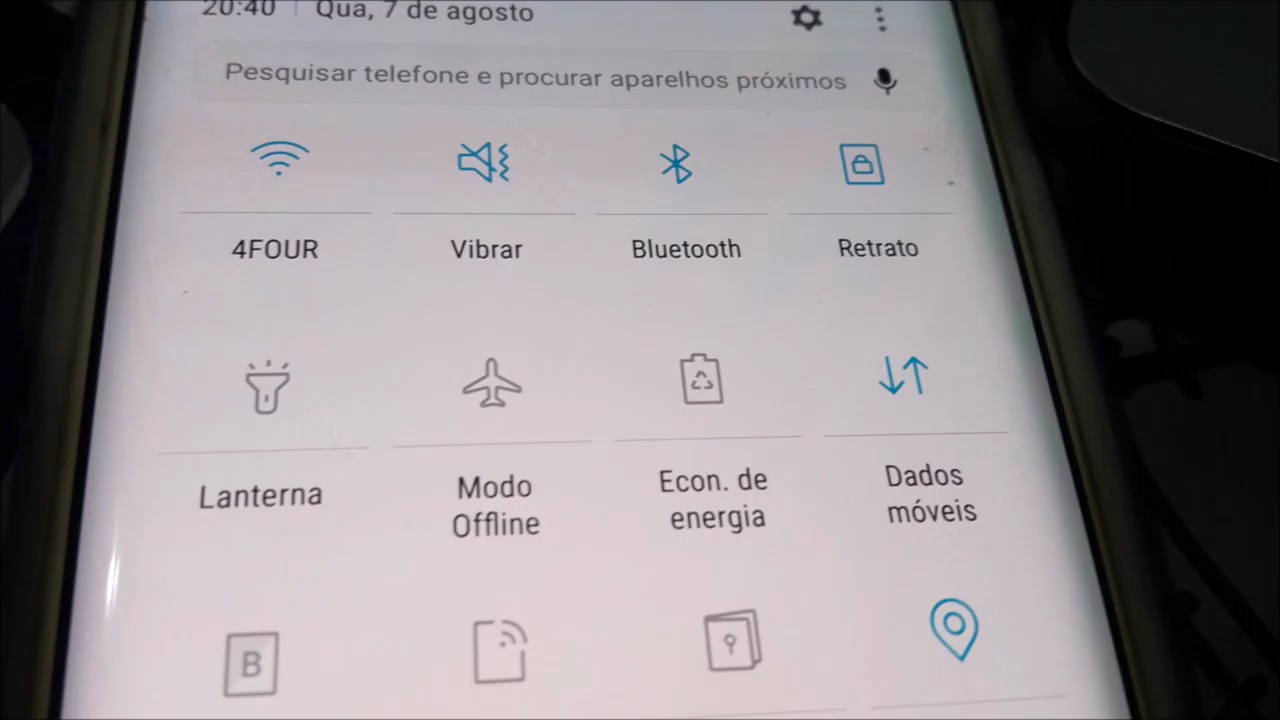 20:40 Qua, 7 de agosto
Pesquisar telefone e procurar aparelhos próximos
4FOUR Vibrar Bluetooth Retrato
Lanterna Modo Offline Econ. de energia Dados móveis
B